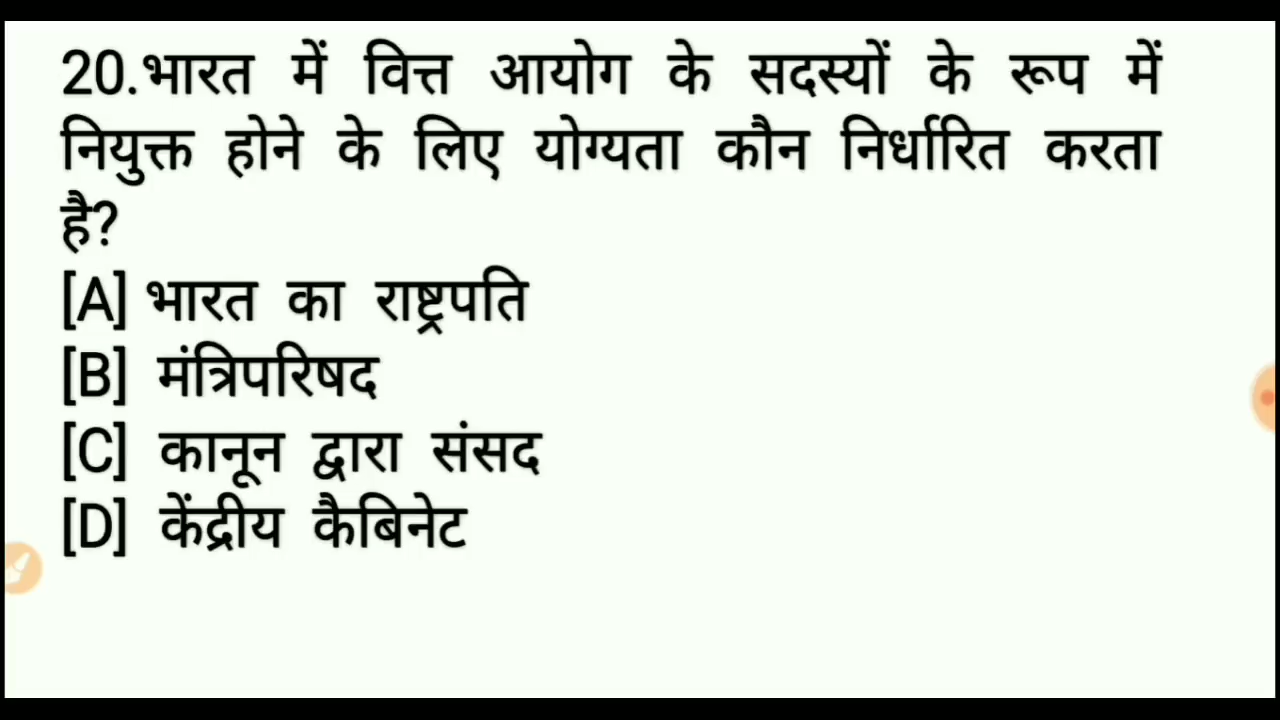 20.भारत में वित्त आयोग के सदस्यों के रूप में
नियुक्त होने के लिए योग्यता कौन निर्धारित करता
है?
[A] भारत का राष्ट्रपति
[B] मंत्रिपरिषद
[C] कानून द्वारा संसद
[D] केंद्रीय कैबिनेट